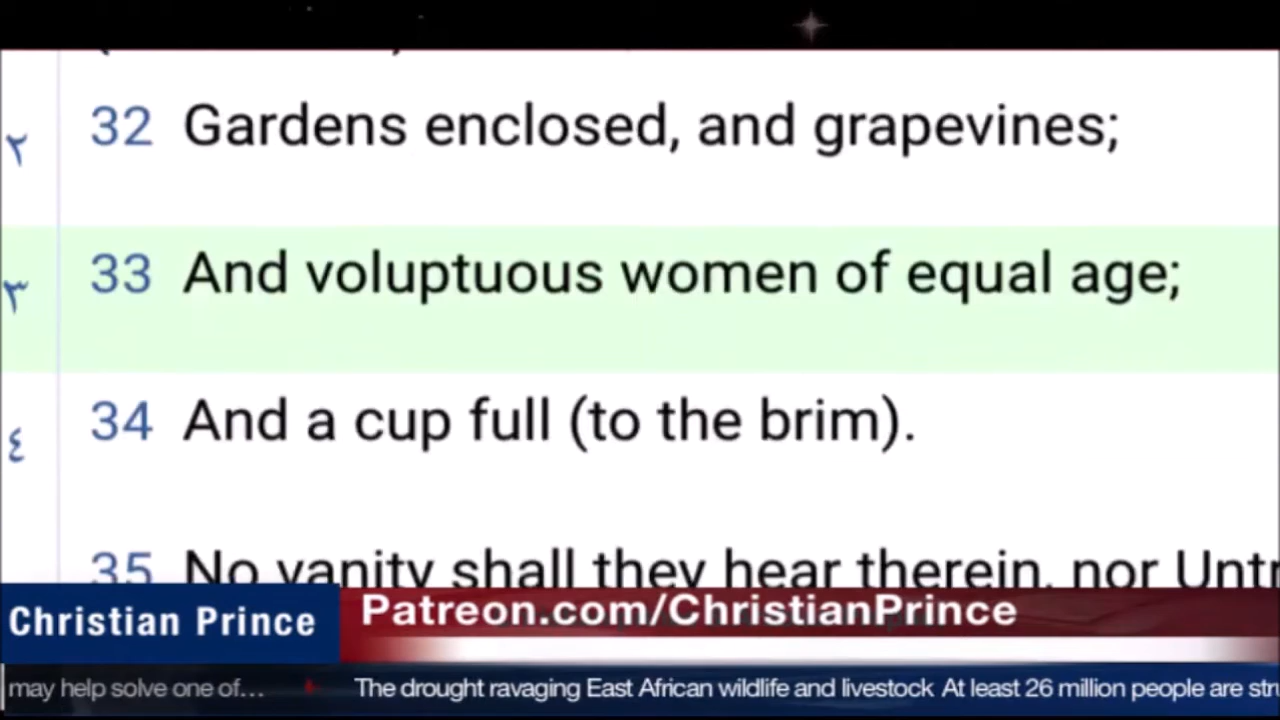 ٢ 32 Gardens enclosed, and grapevines;
٣ 33 And voluptuous women of equal age;
٤ 34 And a cup full (to the brim).
35 No vanity shall they hear therein, nor
Christian Prince
Patreon.com/ChristianPrince
may help solve one of... The drought ravaging East African wildlife and livestock At least 26 million people are